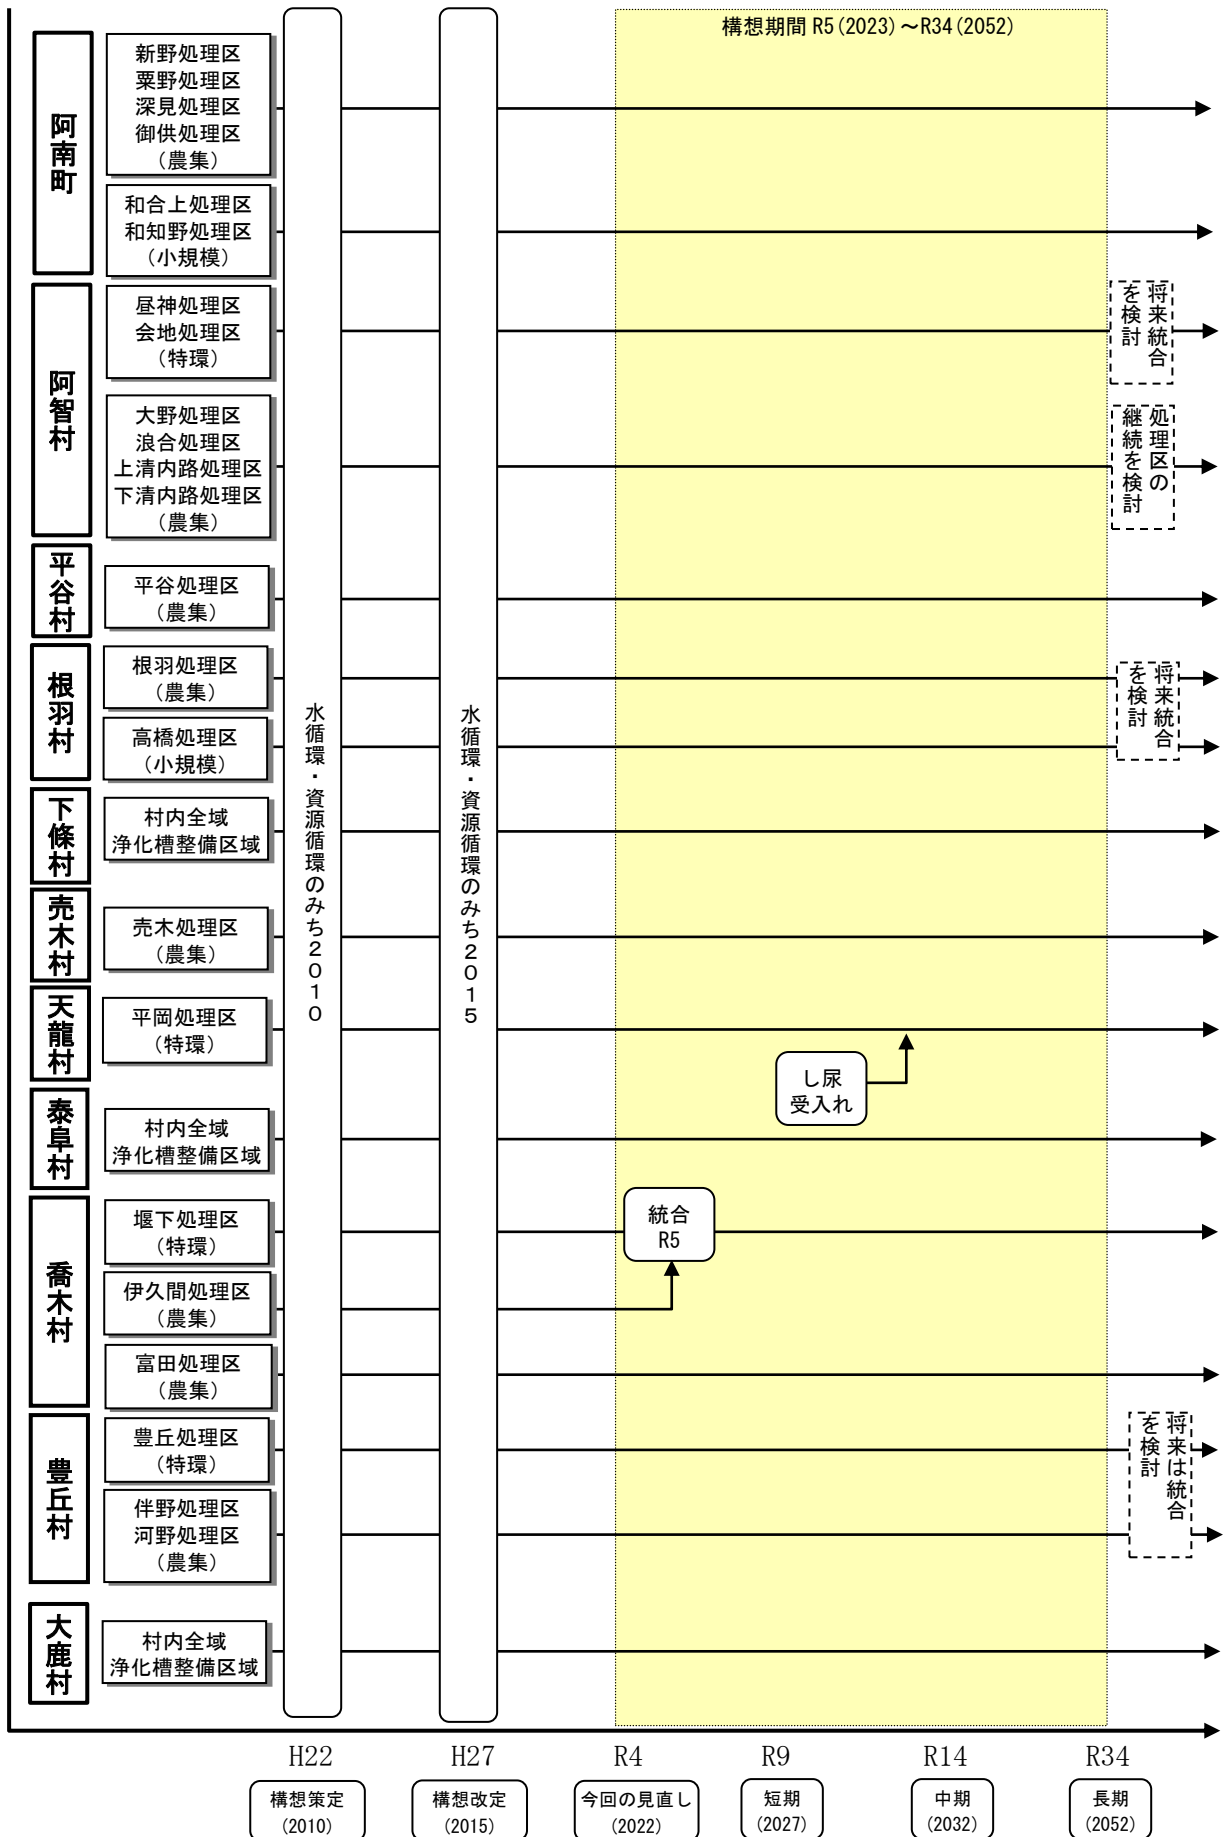 構想期間 R5(2023)～R34(2052)
阿南町
新野処理区
粟野処理区
深見処理区
御供処理区
(農集)
和合上処理区
和知野処理区
(小規模)
阿智村
昼神処理区
会地処理区
(特環)
将来統合
を検討
大野処理区
浪合処理区
上清内路処理区
下清内路処理区
(農集)
処理区の
継続を検討
平谷村
平谷処理区
(農集)
根羽村
根羽処理区
(農集)
高橋処理区
(小規模)
将来統合
を検討
水循環・資源循環のみち2010
水循環・資源循環のみち2015
下條村
村内全域
浄化槽整備区域
売木村
売木処理区
(農集)
天龍村
平岡処理区
(特環)
し尿
受入れ
泰阜村
村内全域
浄化槽整備区域
喬木村
堰下処理区
(特環)
統合
R5
伊久間処理区
(農集)
富田処理区
(農集)
豊丘村
豊丘処理区
(特環)
伴野処理区
河野処理区
(農集)
将来は統合
を検討
大鹿村
村内全域
浄化槽整備区域
H22 H27 R4 R9 R14 R34
構想策定 構想改定 今回の見直し 短期 中期 長期
(2010) (2015) (2022) (2027) (2032) (2052)